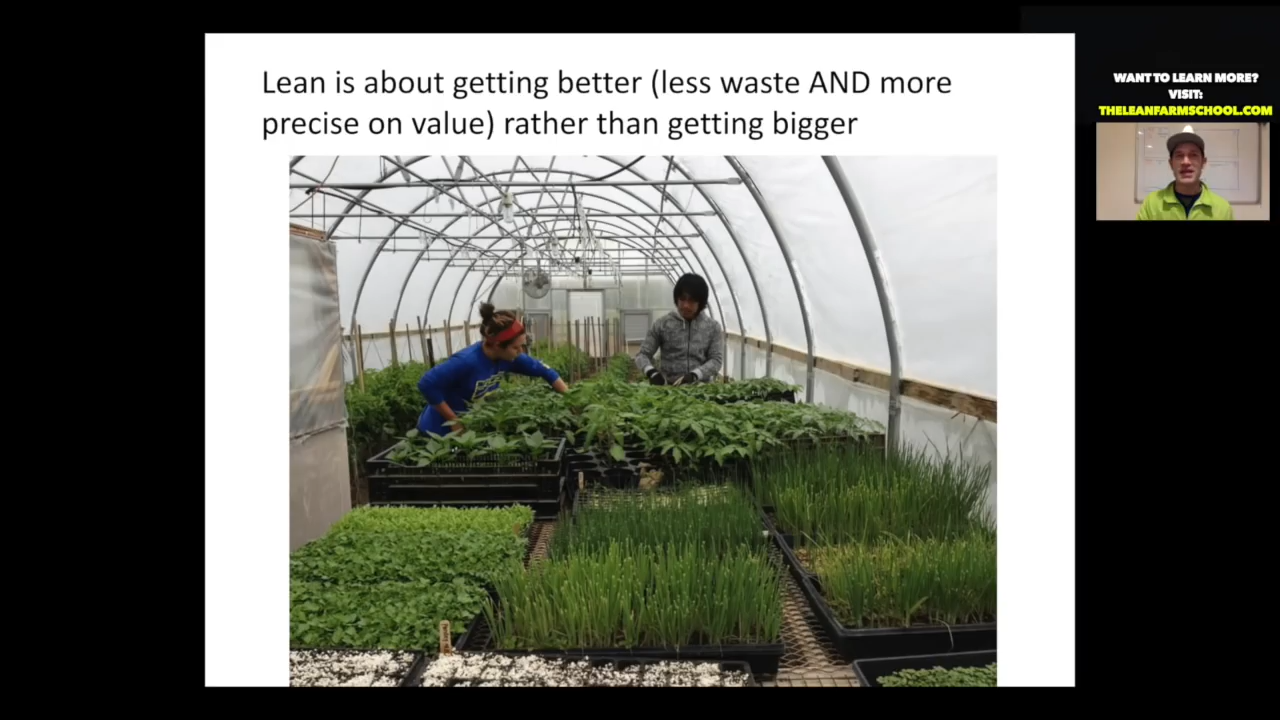 Lean is about getting better (less waste AND more
precise on value) rather than getting bigger
WANT TO LEARN MORE?
VISIT:
THELEANFARMSCHOOL.COM